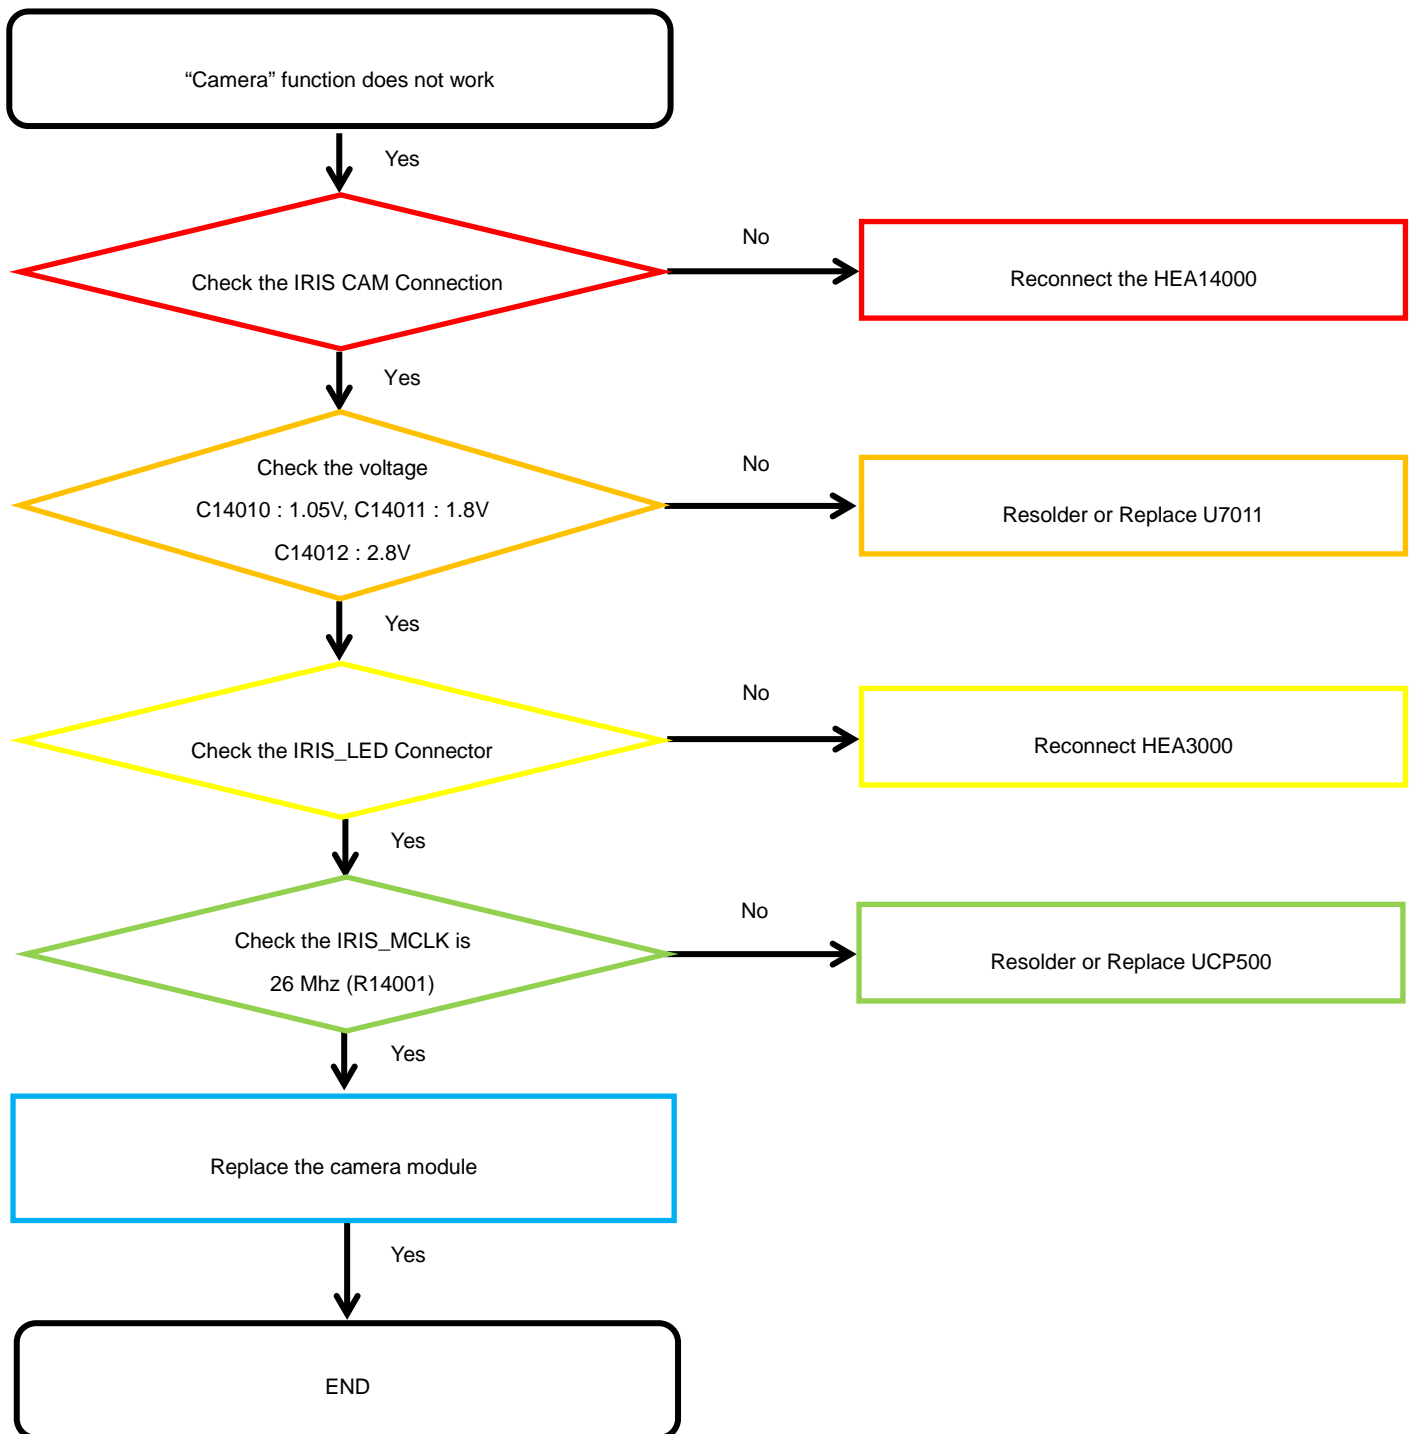 “Camera” function does not work
Yes
Check the IRIS CAM Connection
No
Reconnect the HEA14000
Yes
Check the voltage
C14010 : 1.05V, C14011 : 1.8V
C14012 : 2.8V
No
Resolder or Replace U7011
Yes
Check the IRIS_LED Connector
No
Reconnect HEA3000
Yes
Check the IRIS_MCLK is
26 Mhz (R14001)
No
Resolder or Replace UCP500
Yes
Replace the camera module
Yes
END